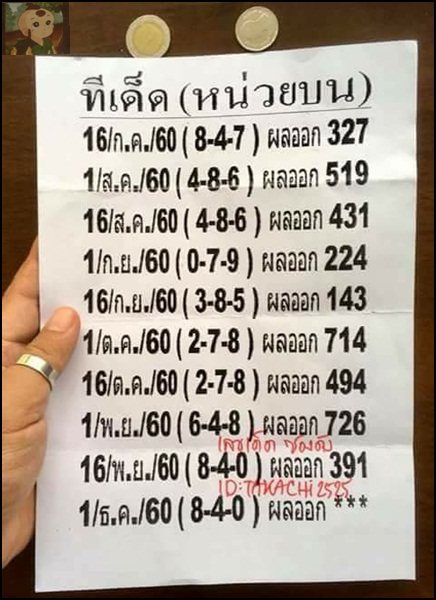 ทีเด็ด (หน่วยบน)
16/ก.ค./60 ( 8-4-7 ) ผลออก 327
1/ส.ค./60 ( 4-8-6 ) ผลออก 519
16/ส.ค./60 ( 4-8-6 ) ผลออก 431
1/ก.ย./60 ( 0-7-9 ) ผลออก 224
16/ก.ย./60 ( 3-8-5 ) ผลออก 143
1/ต.ค./60 ( 2-7-8 ) ผลออก 714
16/ต.ค./60 ( 2-7-8 ) ผลออก 494
1/พ.ย./60 ( 6-4-8 ) ผลออก 726
เลขเด็ด ซองดัง
16/พ.ย./60 ( 8-4-0 ) ผลออก 391
ID:TAKACHi2525
1/ธ.ค./60 ( 8-4-0 ) ผลออก ***